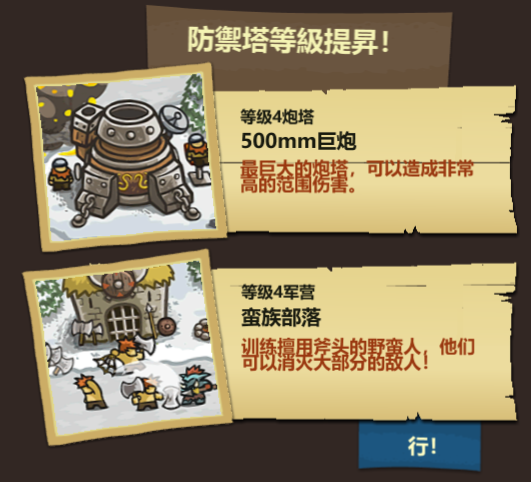 防禦塔等級提昇！
等级4炮塔
500mm巨炮
最巨大的炮塔，可以造成非常
高的范围伤害。
等级4军营
蛮族部落
训练擅用斧头的野蛮人，他们
可以消灭大部分的敌人！
行！